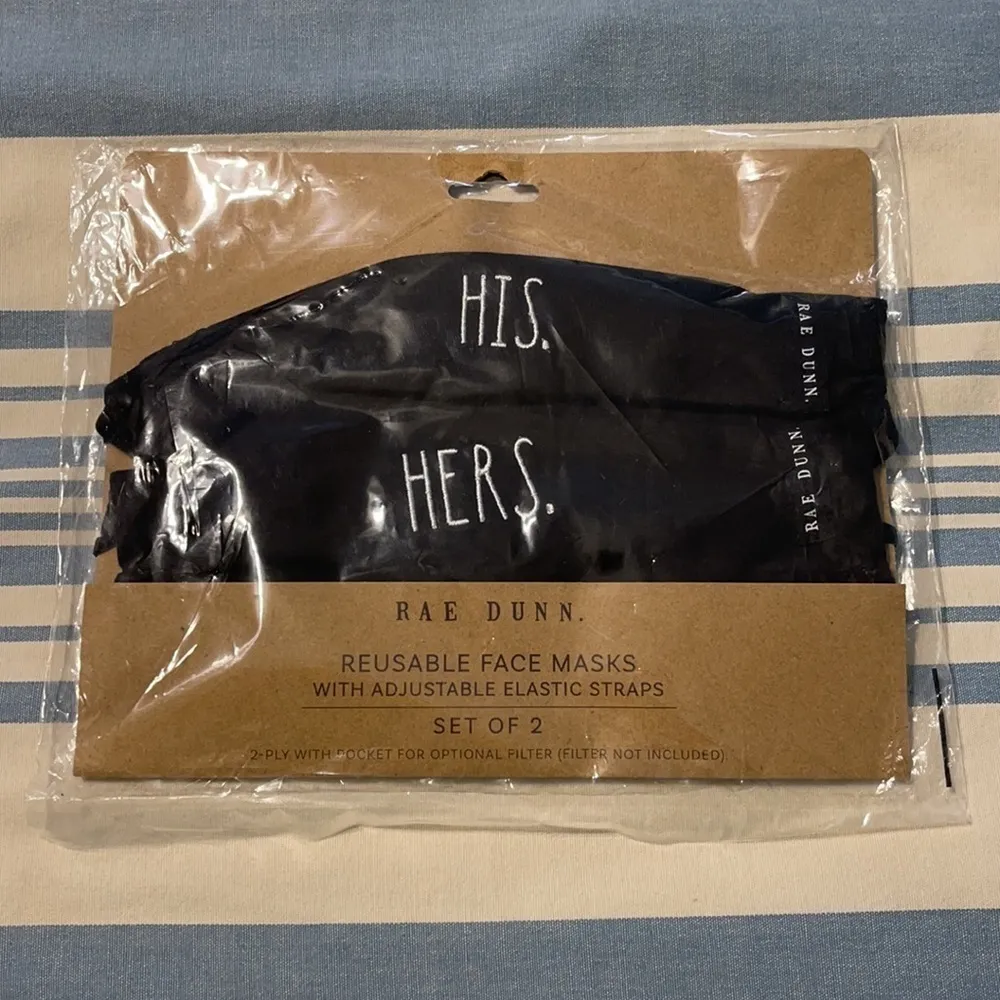 HIS.
RAE DUNN.
HERS.
RAE DUNN.
RAE DUNN.
REUSABLE FACE MASKS
WITH ADJUSTABLE ELASTIC STRAPS
SET OF 2
2-PLY WITH POCKET FOR OPTIONAL FILTER (FILTER NOT INCLUDED)